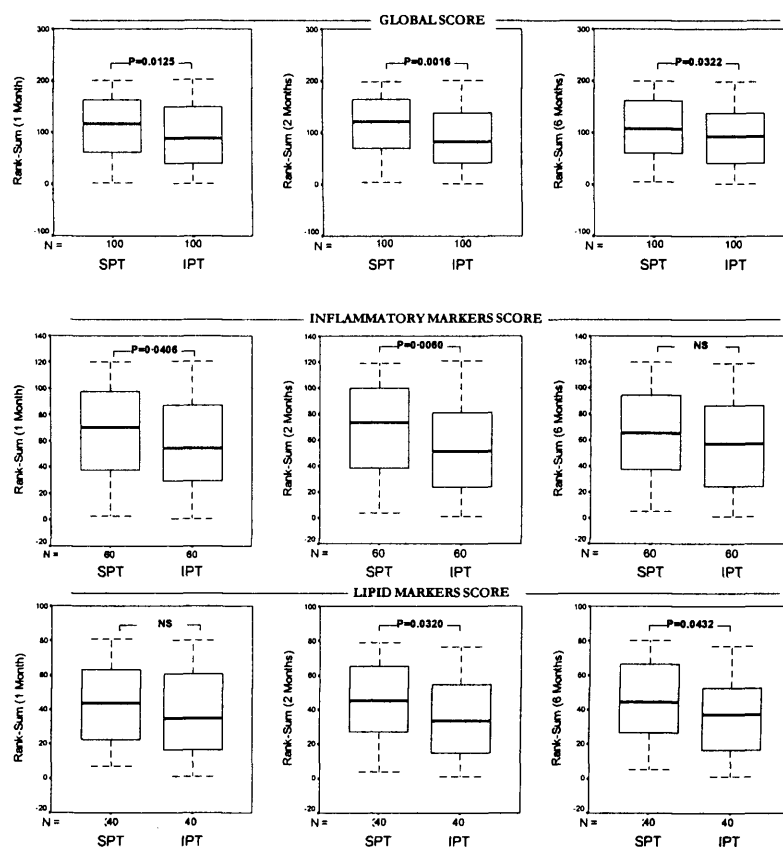 GLOBAL SCORE
Rank-Sum (1 Month)
300
200
100
0
-100
P=0.0125
N =
100
100
SPT
IPT
Rank-Sum (2 Months)
300
200
100
0
-100
P=0.0016
N =
100
100
SPT
IPT
Rank-Sum (6 Months)
300
200
100
0
-100
P=0.0322
N =
100
100
SPT
IPT
INFLAMMATORY MARKERS SCORE
Rank-Sum (1 Month)
140
120
100
80
60
40
20
0
-20
P=0.0406
N =
60
60
SPT
IPT
Rank-Sum (2 Months)
140
120
100
80
60
40
20
0
-20
P=0.0060
N =
60
60
SPT
IPT
Rank-Sum (6 Months)
140
120
100
80
60
40
20
0
-20
NS
N =
60
60
SPT
IPT
LIPID MARKERS SCORE
Rank-Sum (1 Month)
100
80
60
40
20
0
-20
NS
N =
40
40
SPT
IPT
Rank-Sum (2 Months)
100
80
60
40
20
0
-20
P=0.0320
N =
40
40
SPT
IPT
Rank-Sum (6 Months)
100
80
60
40
20
0
-20
P=0.0432
N =
40
40
SPT
IPT